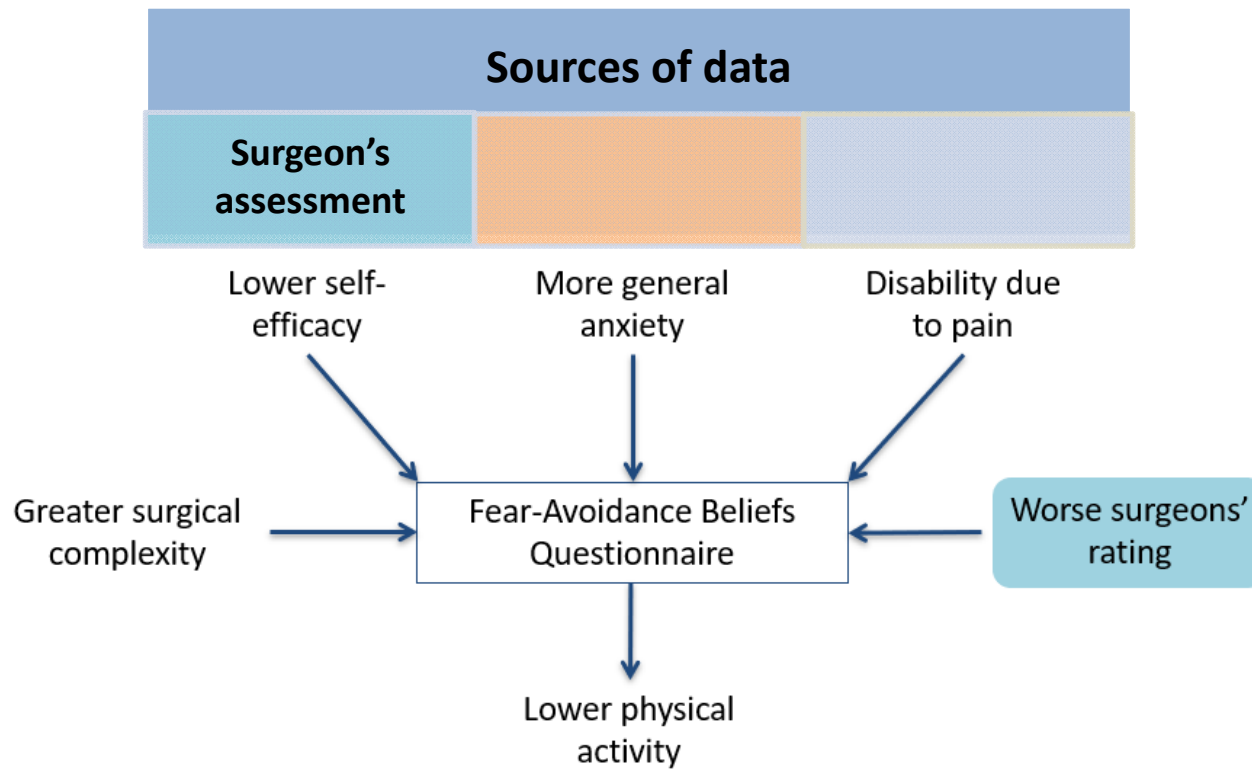 Sources of data
Surgeon’s
assessment
Lower self-
efficacy
More general
anxiety
Disability due
to pain
Greater surgical
complexity
Fear-Avoidance Beliefs
Questionnaire
Worse surgeons’
rating
Lower physical
activity